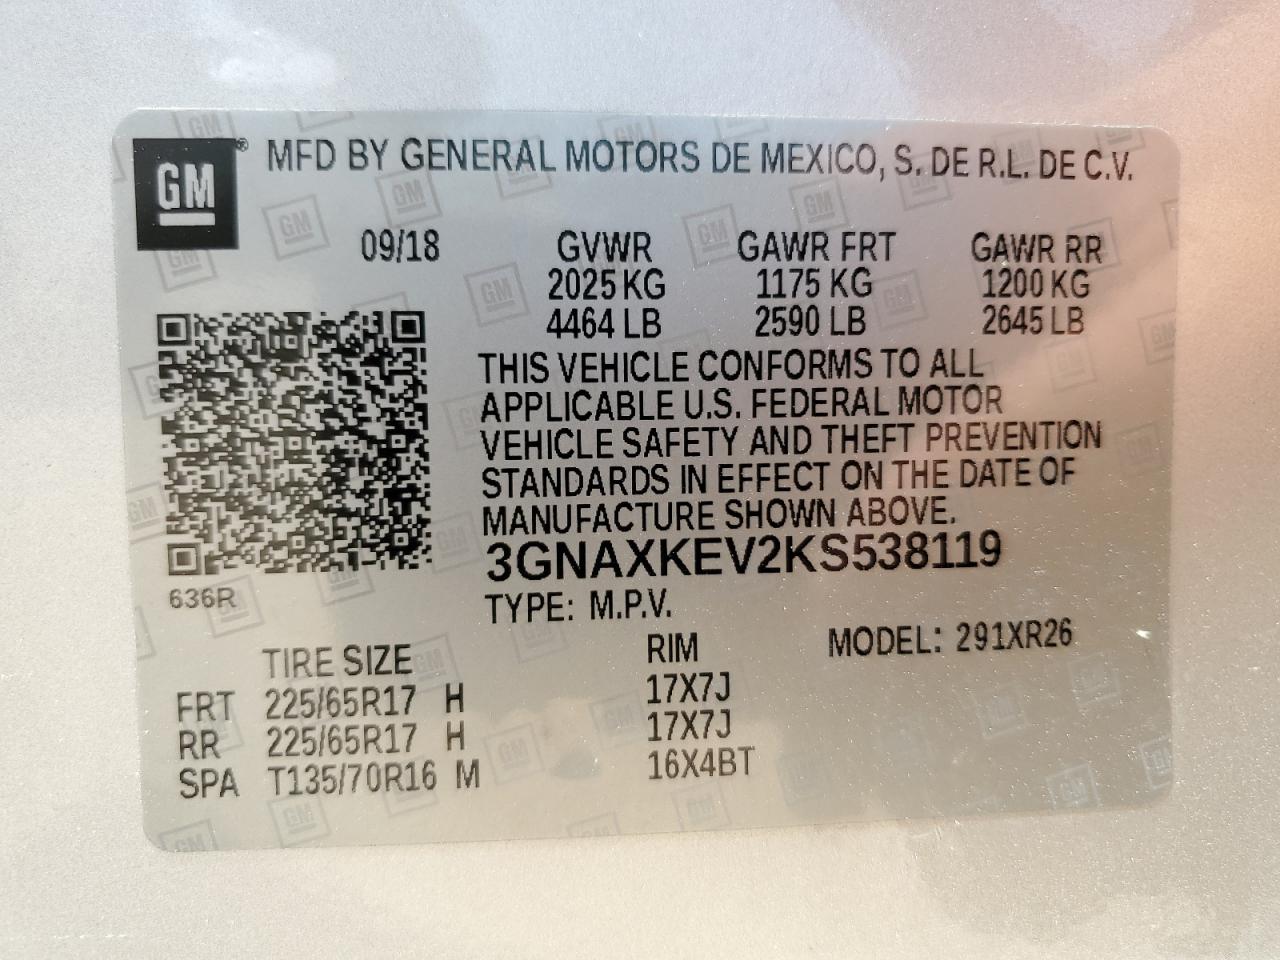 GM® MFD BY GENERAL MOTORS DE MEXICO, S. DE R.L. DE C.V.
09/18 GVWR GAWR FRT GAWR RR
2025 KG 1175 KG 1200 KG
4464 LB 2590 LB 2645 LB
THIS VEHICLE CONFORMS TO ALL
APPLICABLE U.S. FEDERAL MOTOR
VEHICLE SAFETY AND THEFT PREVENTION
STANDARDS IN EFFECT ON THE DATE OF
MANUFACTURE SHOWN ABOVE.
3GNAXKEV2KS538119
636R
TYPE: M.P.V.
MODEL: 291XR26
TIRE SIZE RIM
FRT 225/65R17 H 17X7J
RR 225/65R17 H 17X7J
SPA T135/70R16 M 16X4BT